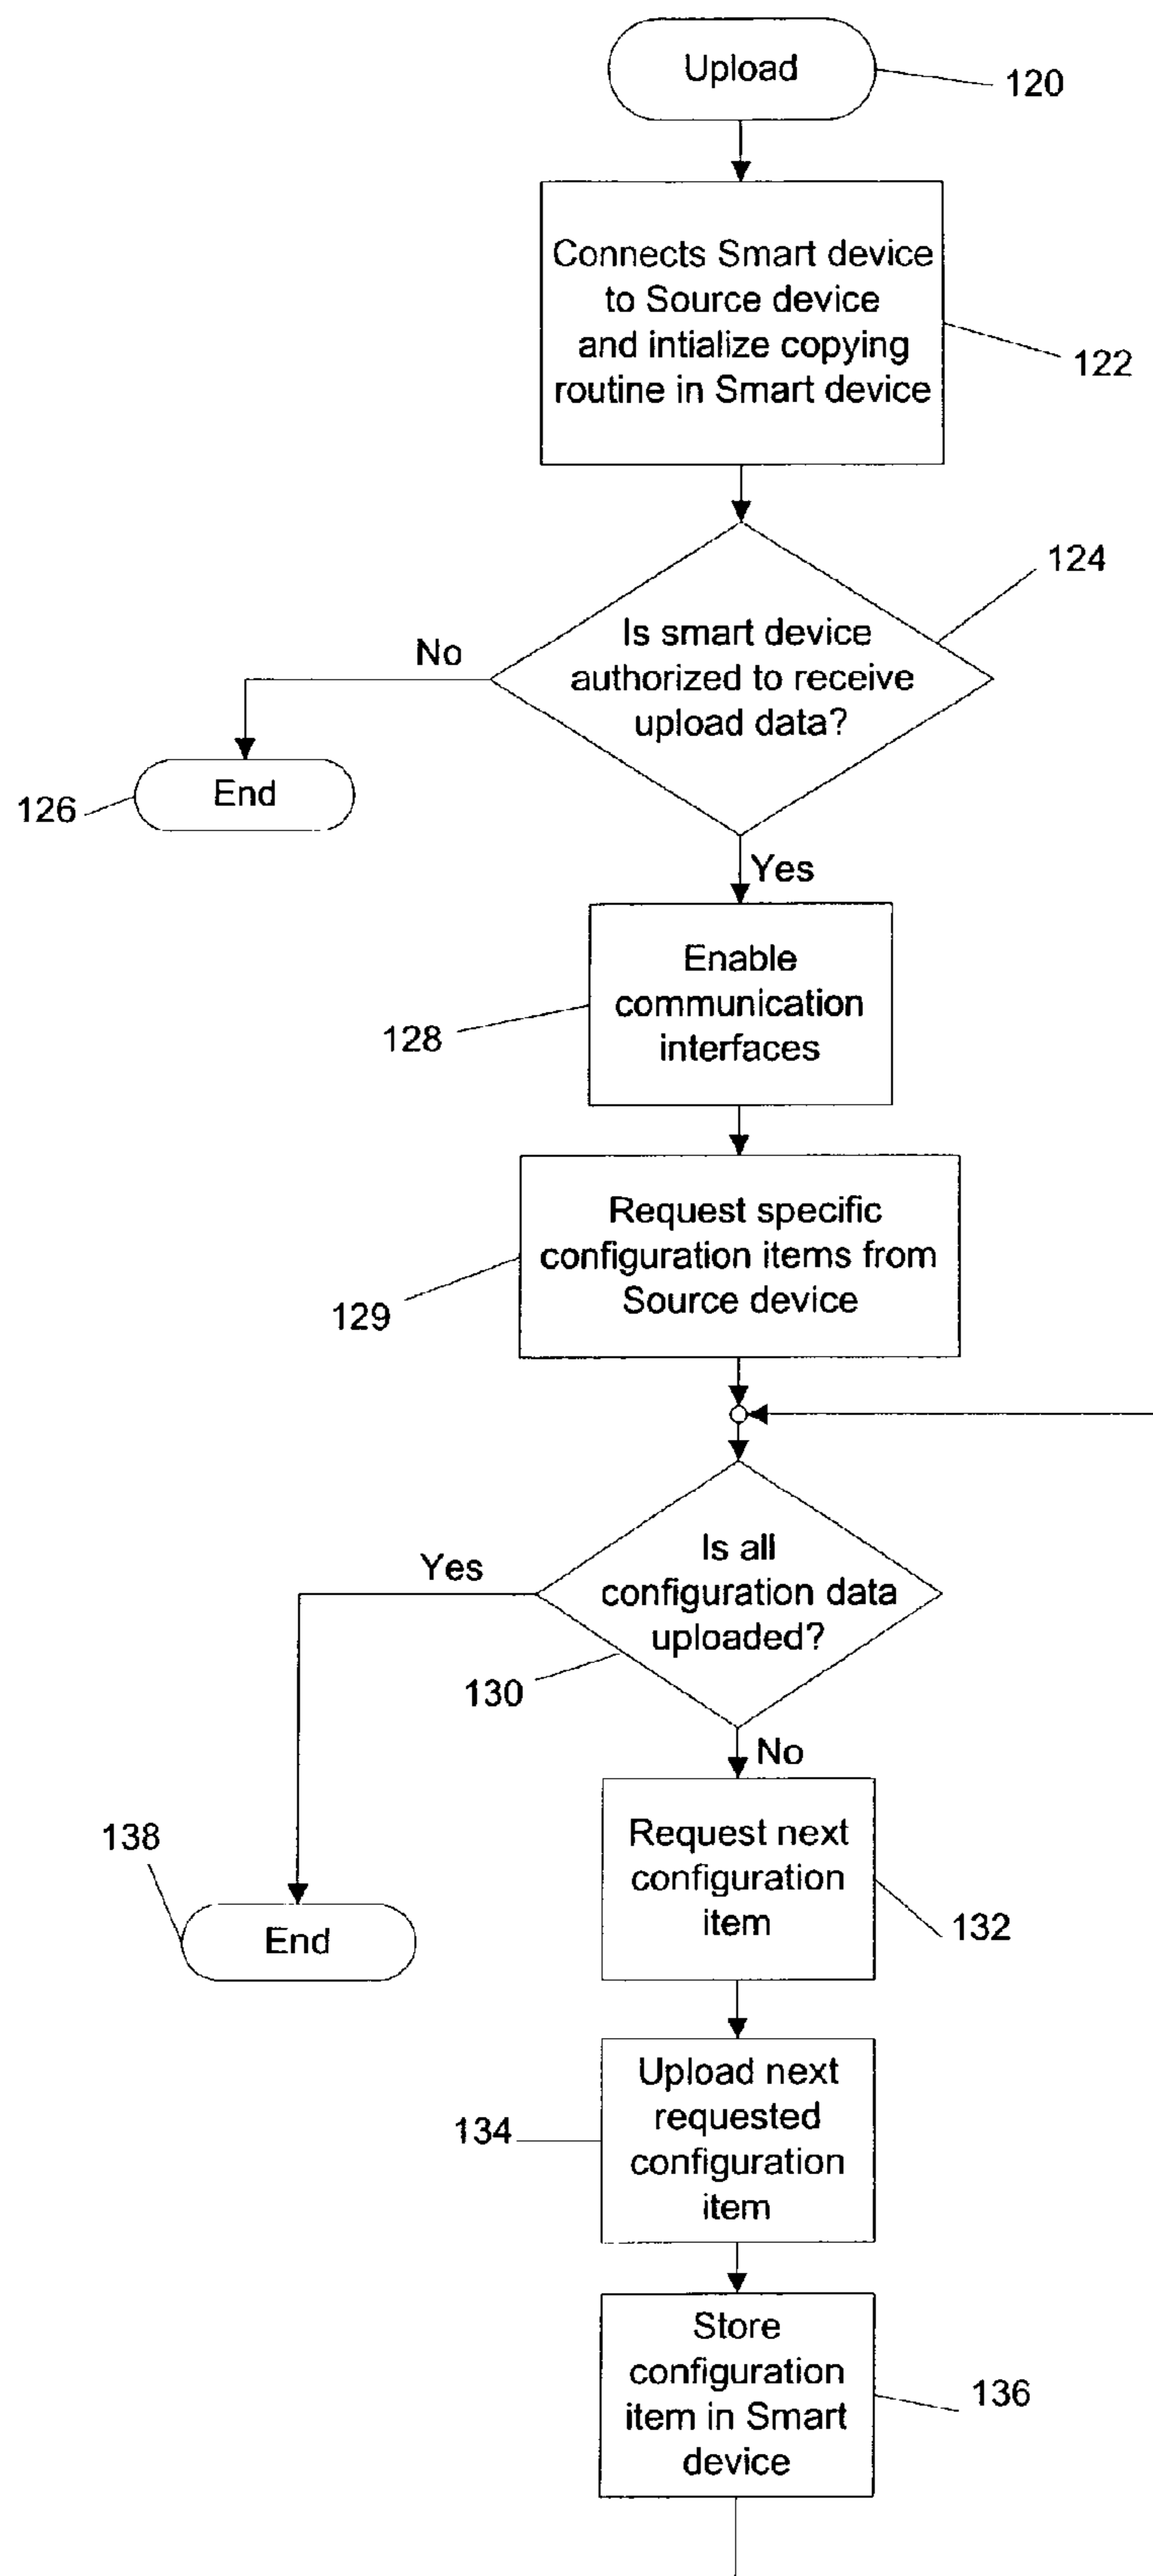 Upload
120
Connects Smart device
to Source device
and intialize copying
routine in Smart device
122
124
Is smart device
authorized to receive
upload data?
No
End
126
Yes
Enable
communication
interfaces
128
Request specific
configuration items from
Source device
129
Is all
configuration data
uploaded?
Yes
130
No
138
End
Request next
configuration
item
132
Upload next
requested
configuration
item
134
Store
configuration
item in Smart
device
136